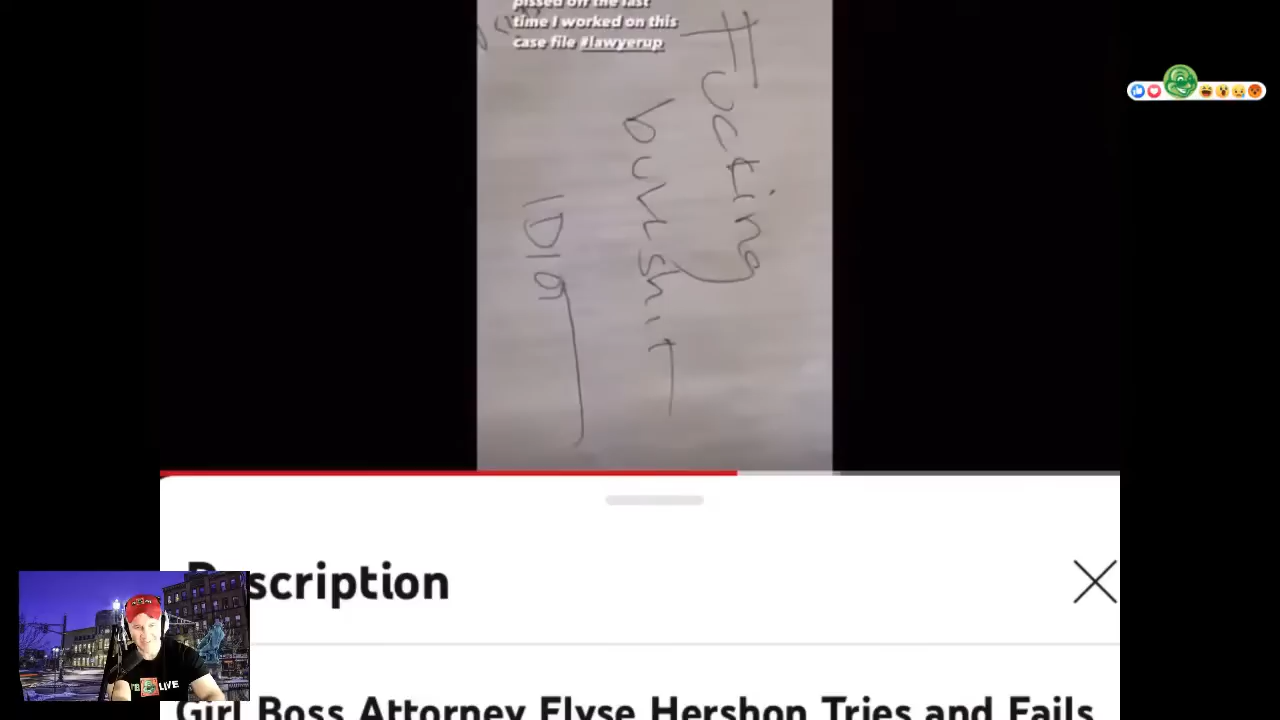 pissed off the last
time I worked on this
case file #lawyerup
Fucking
bullshit
IDIOT
Description
Girl Boss Attorney Elyse Hershon Tries and Fails
LIVE